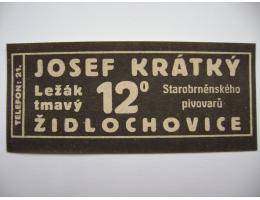 TELEFON: 21.
JOSEF KRÁTKÝ
Ležák
tmavý
12°
Starobrněnského
pivovarů
ŽIDLOCHOVICE